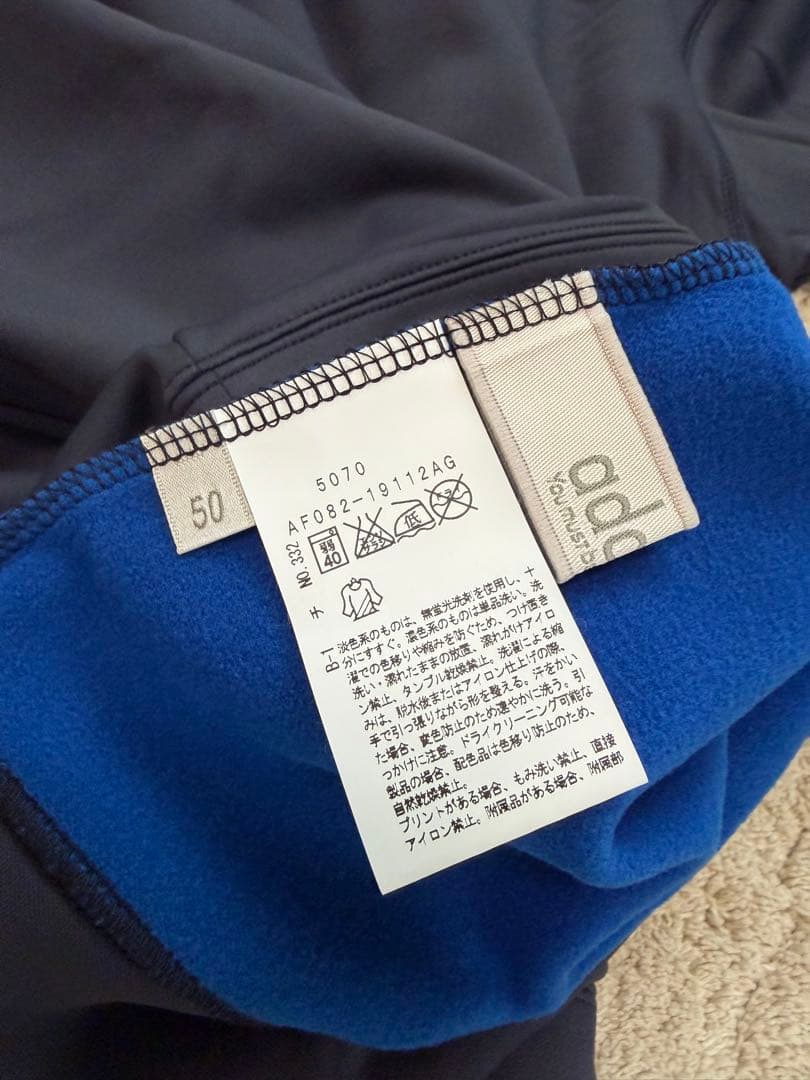 50
5070
AF082-19112AG
NO.332
弱
40
エンソ
サラシ
低
ドライ
チ
B-1
淡色系のものは、無蛍光洗剤を使用し、十
分にすすぐ。濃色系のものは単品洗い。洗
濯での色移りや縮みを防ぐため、つけ置き
洗い・濡れたままの放置、濡れがけアイロ
ン禁止、タンブル乾燥禁止。洗濯による縮
みは、脱水後またはアイロン仕上げの際、
手で引っ張りながら形を整える。汗をかい
た場合、変色防止のため速やかに洗う。引
っかけに注意。ドライクリーニング可能な
製品の場合、配色品は色移り防止のため、
自然乾燥禁止。
プリントがある場合、もみ洗い禁止、直接
アイロン禁止。附属品がある場合、附属部